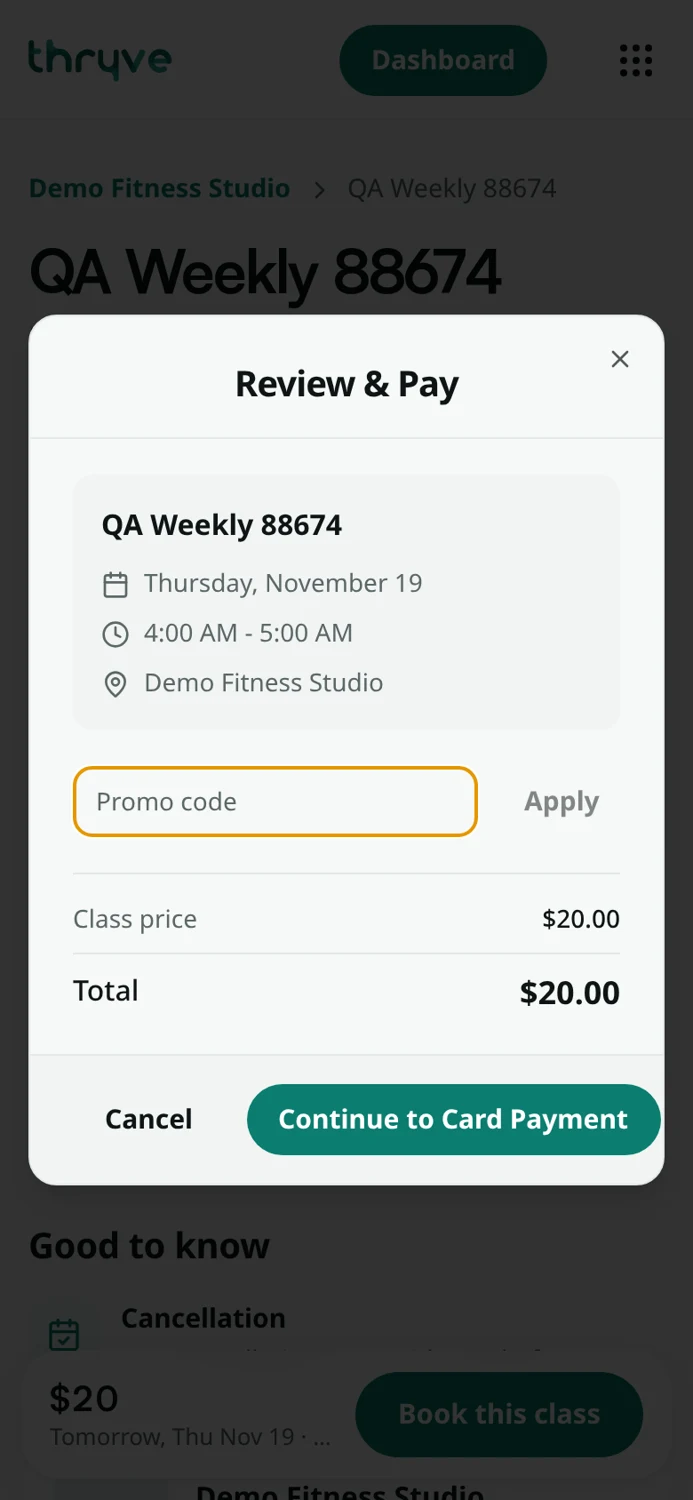 thryve
Dashboard
Demo Fitness Studio > QA Weekly 88674
QA Weekly 88674
Review & Pay
QA Weekly 88674
Thursday, November 19
4:00 AM - 5:00 AM
Demo Fitness Studio
Promo code
Apply
Class price $20.00
Total $20.00
Cancel
Continue to Card Payment
Good to know
Cancellation
$20
Tomorrow, Thu Nov 19 · ...
Book this class
Demo Fitness Studio